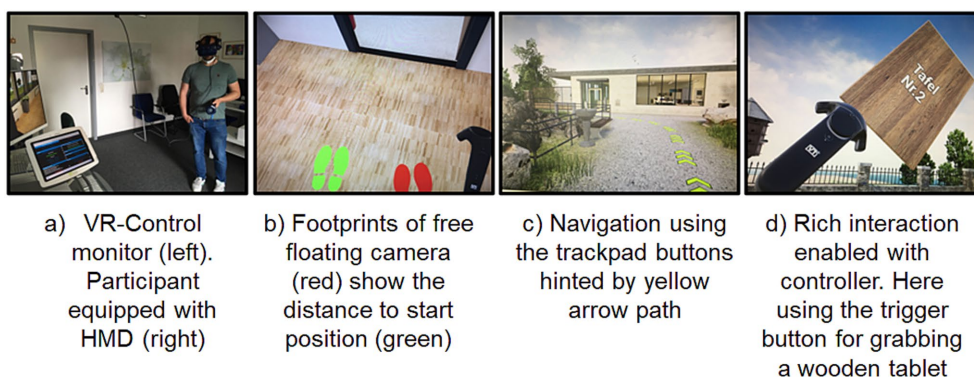 Tafel
Nr.2
a) VR-Control
monitor (left).
Participant
equipped with
HMD (right)
b) Footprints of free
floating camera
(red) show the
distance to start
position (green)
c) Navigation using
the trackpad buttons
hinted by yellow
arrow path
d) Rich interaction
enabled with
controller. Here
using the trigger
button for grabbing
a wooden tablet